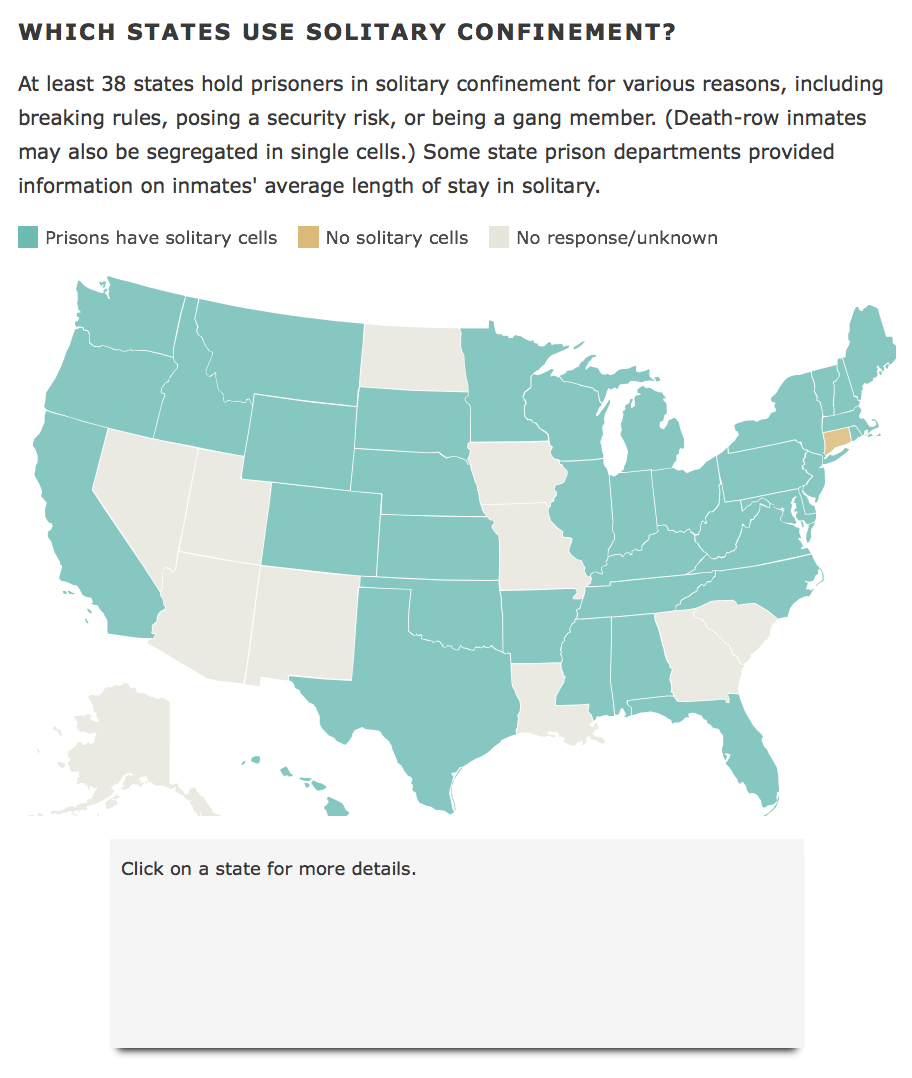 WHICH STATES USE SOLITARY CONFINEMENT?
At least 38 states hold prisoners in solitary confinement for various reasons, including
breaking rules, posing a security risk, or being a gang member. (Death-row inmates
may also be segregated in single cells.) Some state prison departments provided
information on inmates' average length of stay in solitary.
Prisons have solitary cells No solitary cells No response/unknown
Click on a state for more details.